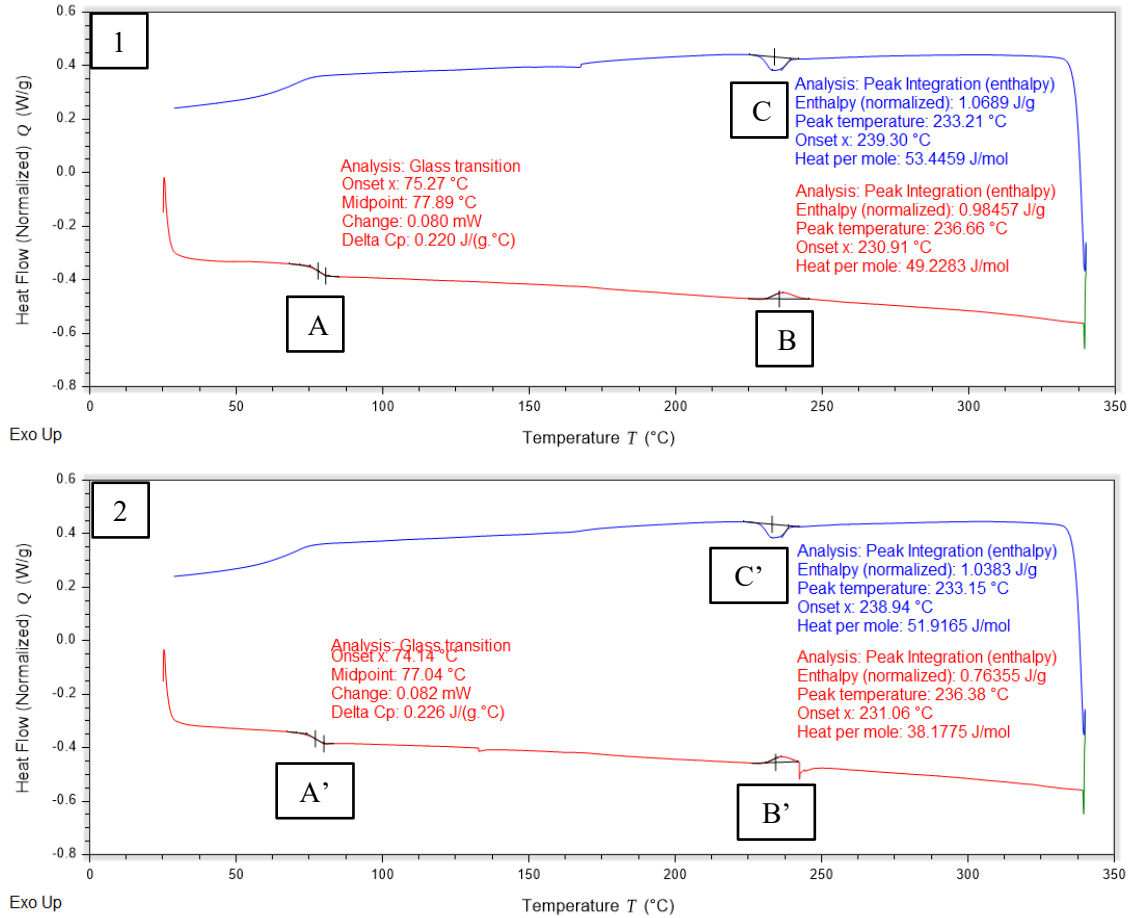 1
Heat Flow (Normalized) Q (W/g)
0.6
0.4
0.2
0.0
-0.2
-0.4
-0.6
-0.8
C
Analysis: Peak Integration (enthalpy)
Enthalpy (normalized): 1.0689 J/g
Peak temperature: 233.21 °C
Onset x: 239.30 °C
Heat per mole: 53.4459 J/mol
Analysis: Glass transition
Onset x: 75.27 °C
Midpoint: 77.89 °C
Change: 0.080 mW
Delta Cp: 0.220 J/(g.°C)
Analysis: Peak Integration (enthalpy)
Enthalpy (normalized): 0.98457 J/g
Peak temperature: 236.66 °C
Onset x: 230.91 °C
Heat per mole: 49.2283 J/mol
A
B
0 50 100 150 200 250 300 350
Exo Up
Temperature T (°C)
2
Heat Flow (Normalized) Q (W/g)
0.6
0.4
0.2
0.0
-0.2
-0.4
-0.6
-0.8
C’
Analysis: Peak Integration (enthalpy)
Enthalpy (normalized): 1.0383 J/g
Peak temperature: 233.15 °C
Onset x: 238.94 °C
Heat per mole: 51.9165 J/mol
Analysis: Glass transition
Onset x: 74.14 °C
Midpoint: 77.04 °C
Change: 0.082 mW
Delta Cp: 0.226 J/(g.°C)
Analysis: Peak Integration (enthalpy)
Enthalpy (normalized): 0.76355 J/g
Peak temperature: 236.38 °C
Onset x: 231.06 °C
Heat per mole: 38.1775 J/mol
A’
B’
0 50 100 150 200 250 300 350
Exo Up
Temperature T (°C)